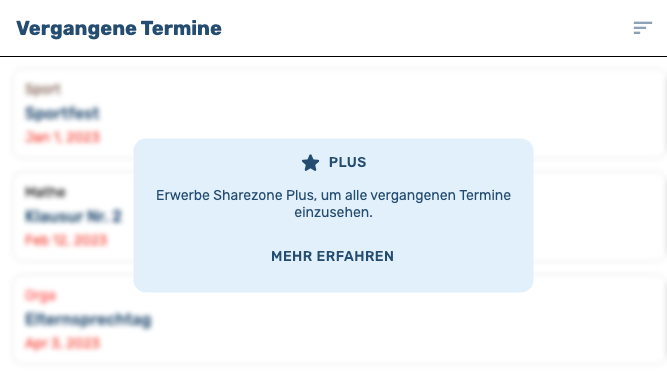 Vergangene Termine
Sport
Sportfest
Jan 1, 2023
PLUS
Erwerbe Sharezone Plus, um alle vergangenen Termine
einzusehen.
MEHR ERFAHREN
Mathe
Klausur Nr. 2
Feb 12, 2023
Orga
Elternsprechtag
Apr 3, 2023